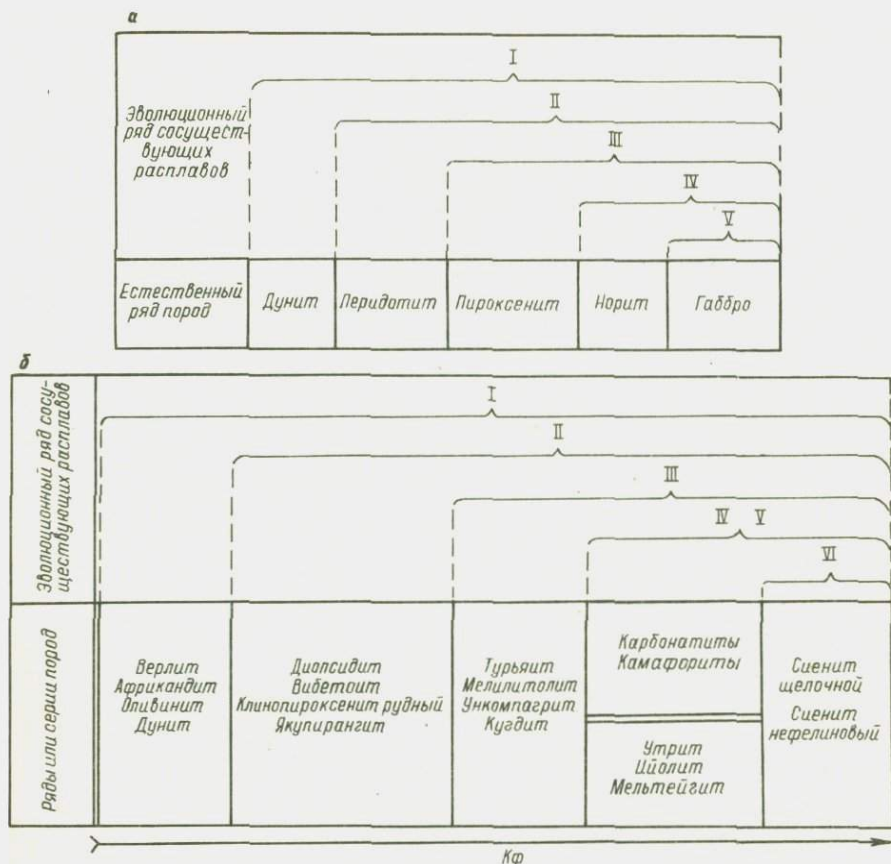 а
I
II
III
IV
V
Эволюционный
ряд сосущест-
вующих
расплавов
Естественный
ряд пород
Дунит
Перидотит
Пироксенит
Норит
Габбро
б
Эволюционный ряд сосу-
ществующих расплавов
I
II
III
IV V
VI
Ряды или серии пород
Верлит
Африкандит
Оливинит
Дунит
Диопсидит
Вибетоит
Клинопироксенит рудный
Якупирангит
Турьяит
Мелилитолит
Ункомпагрит
Кугдит
Карбонатиты
Камафориты
Утрит
Ийолит
Мельтейгит
Сиенит
щелочной
Сиенит
нефелиновый
Кф